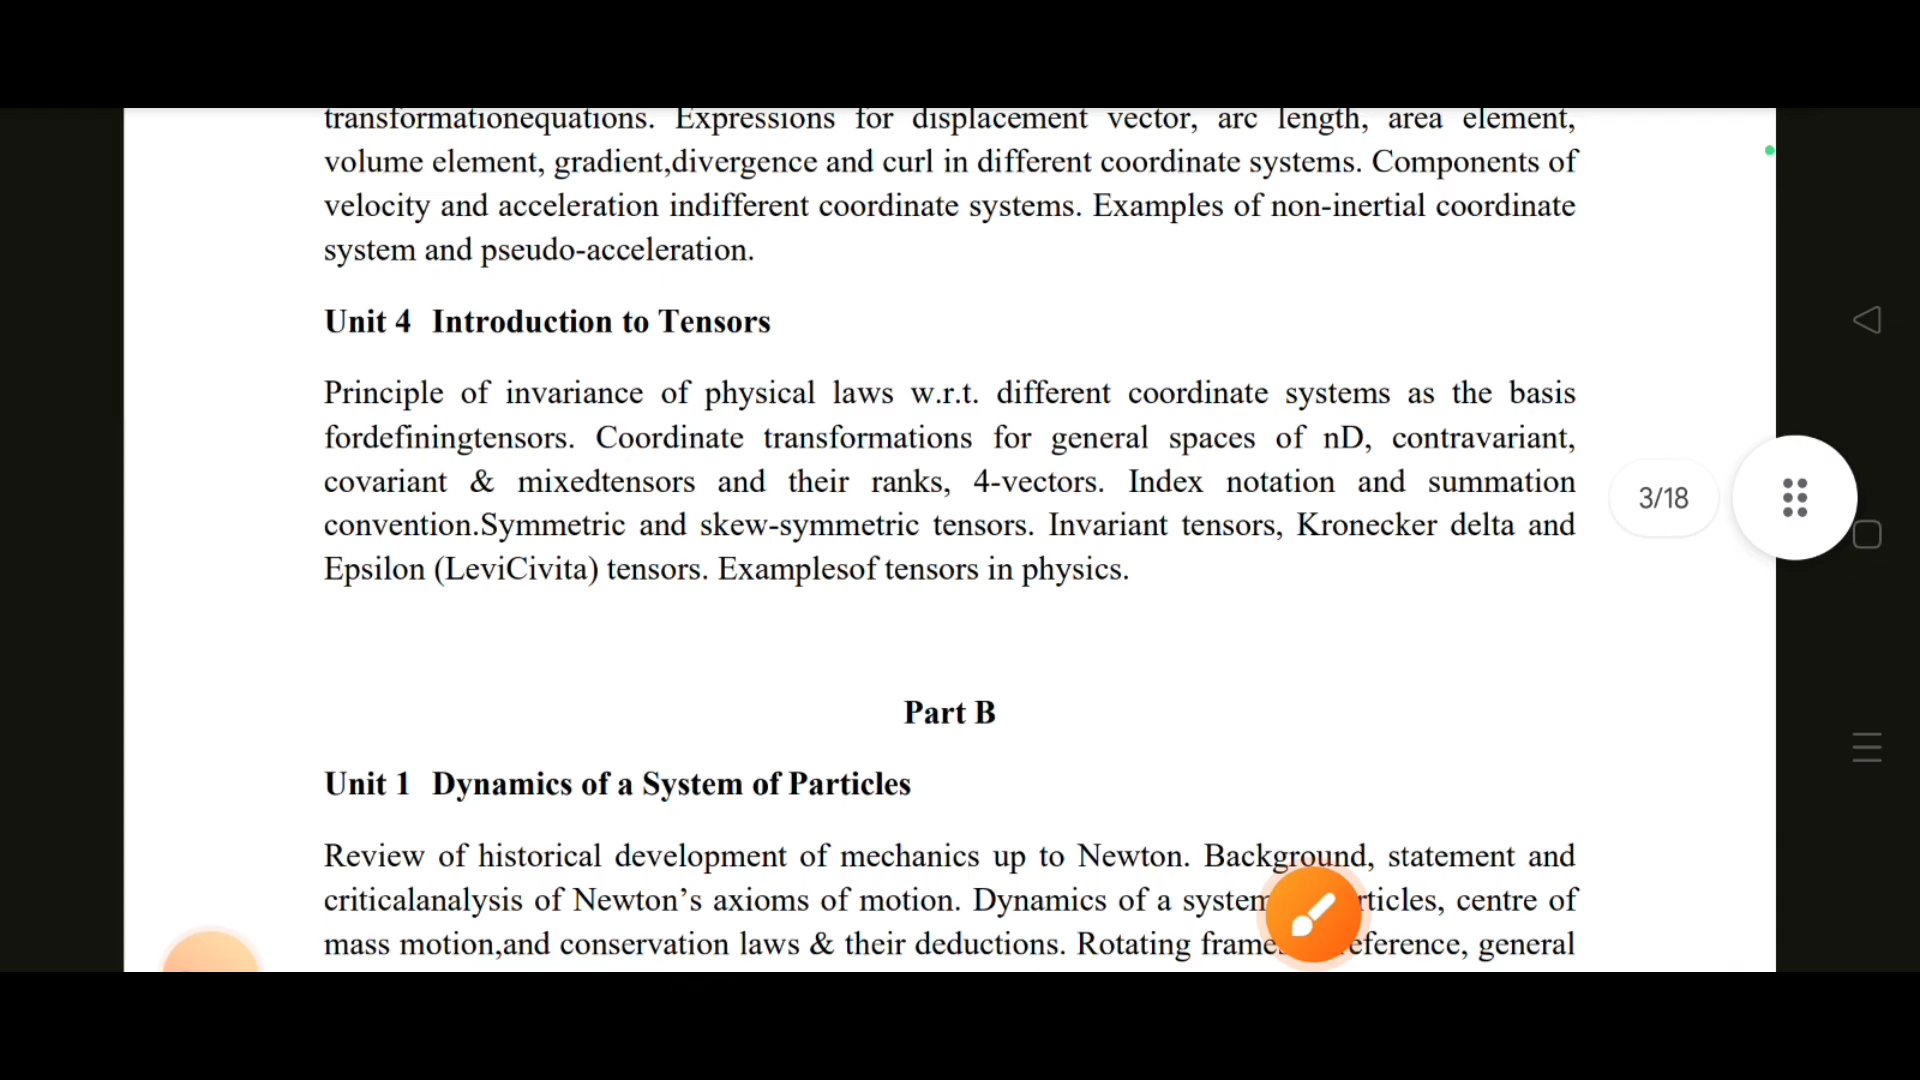 transformationequations. Expressions for displacement vector, arc length, area element,
volume element, gradient,divergence and curl in different coordinate systems. Components of
velocity and acceleration indifferent coordinate systems. Examples of non-inertial coordinate
system and pseudo-acceleration.
Unit 4 Introduction to Tensors
Principle of invariance of physical laws w.r.t. different coordinate systems as the basis
fordefiningtensors. Coordinate transformations for general spaces of nD, contravariant,
covariant & mixedtensors and their ranks, 4-vectors. Index notation and summation
convention.Symmetric and skew-symmetric tensors. Invariant tensors, Kronecker delta and
Epsilon (LeviCivita) tensors. Examplesof tensors in physics.
3/18
Part B
Unit 1 Dynamics of a System of Particles
Review of historical development of mechanics up to Newton. Background, statement and
criticalanalysis of Newton’s axioms of motion. Dynamics of a system rticles, centre of
mass motion,and conservation laws & their deductions. Rotating frame eference, general